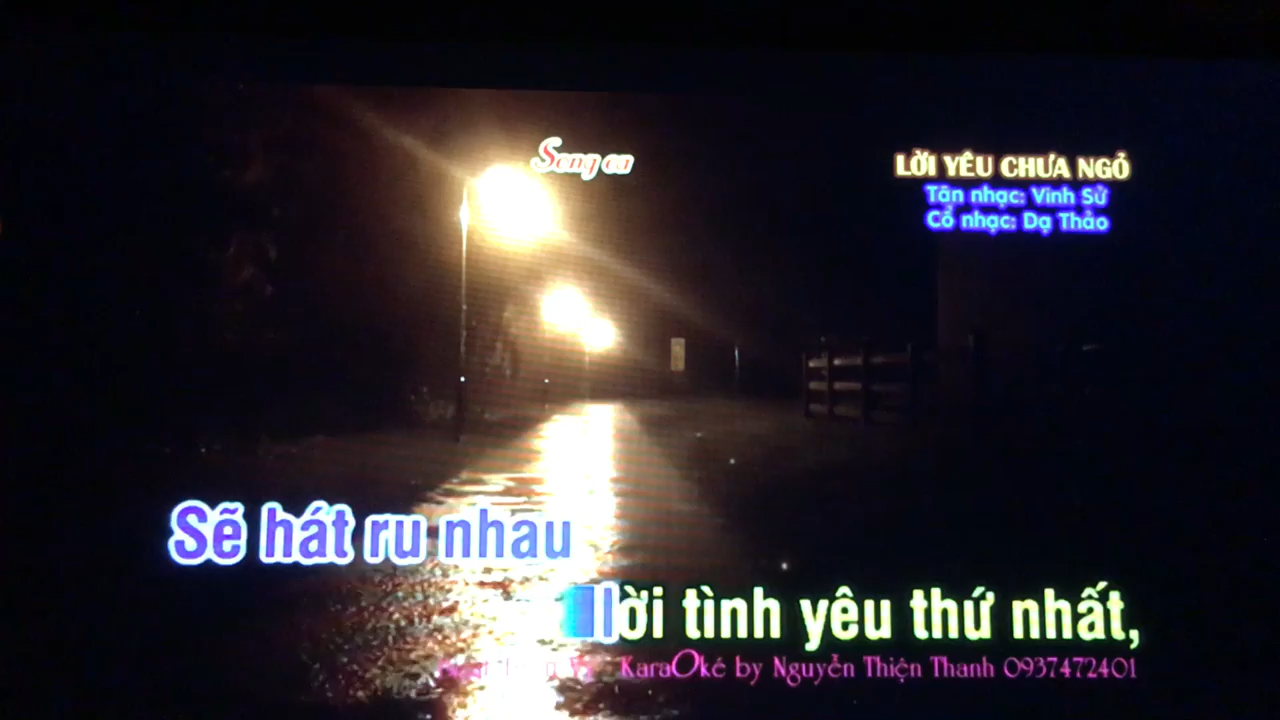 Song ca
LỜI YÊU CHƯA NGỎ
Tân nhạc: Vinh Sử
Cổ nhạc: Dạ Thảo
Sẽ hát ru nhau
lời tình yêu thứ nhất,
KaraOké by Nguyễn Thiện Thanh 0937472401